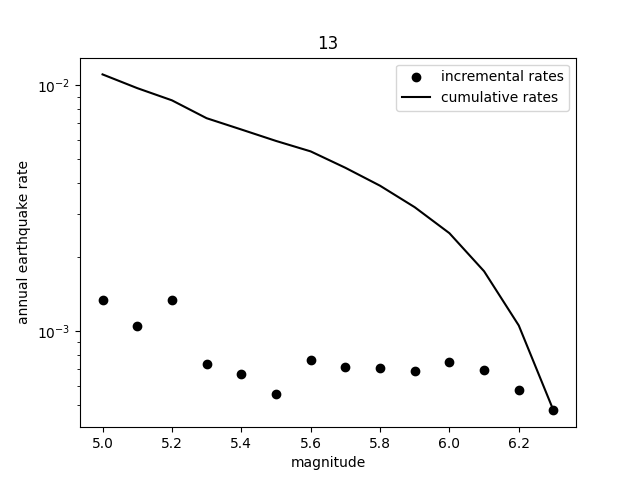 13
incremental rates
cumulative rates
annual earthquake rate
10⁻²
10⁻³
5.0 5.2 5.4 5.6 5.8 6.0 6.2
magnitude